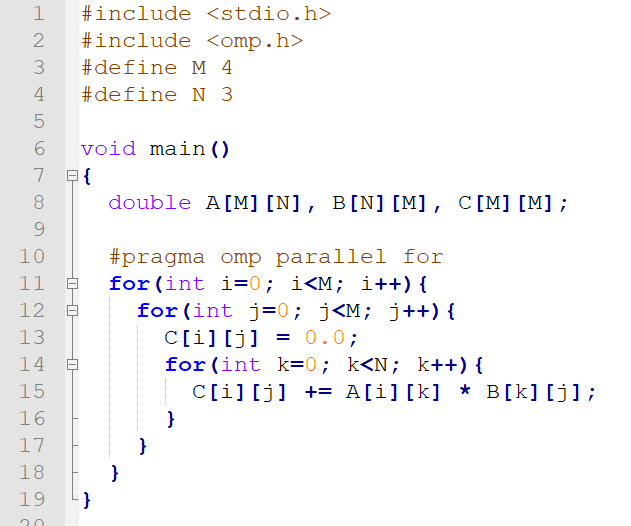 1 #include <stdio.h>
2 #include <omp.h>
3 #define M 4
4 #define N 3
5
6 void main()
7 {
8   double A[M][N], B[N][M], C[M][M];
9
10   #pragma omp parallel for
11   for(int i=0; i<M; i++){
12     for(int j=0; j<M; j++){
13       C[i][j] = 0.0;
14       for(int k=0; k<N; k++){
15         C[i][j] += A[i][k] * B[k][j];
16       }
17     }
18   }
19 }
20